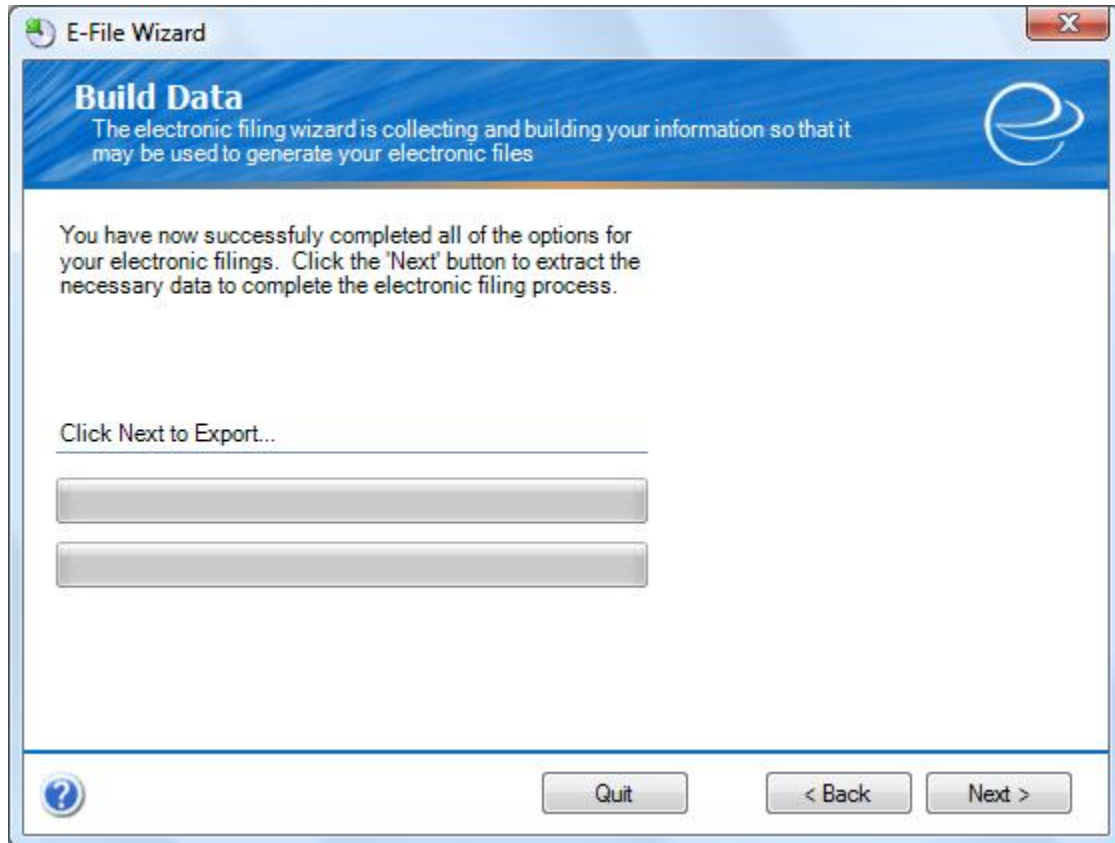 E-File Wizard
Build Data
The electronic filing wizard is collecting and building your information so that it
may be used to generate your electronic files
You have now successfuly completed all of the options for
your electronic filings.  Click the 'Next' button to extract the
necessary data to complete the electronic filing process.
Click Next to Export...
Quit
< Back
Next >